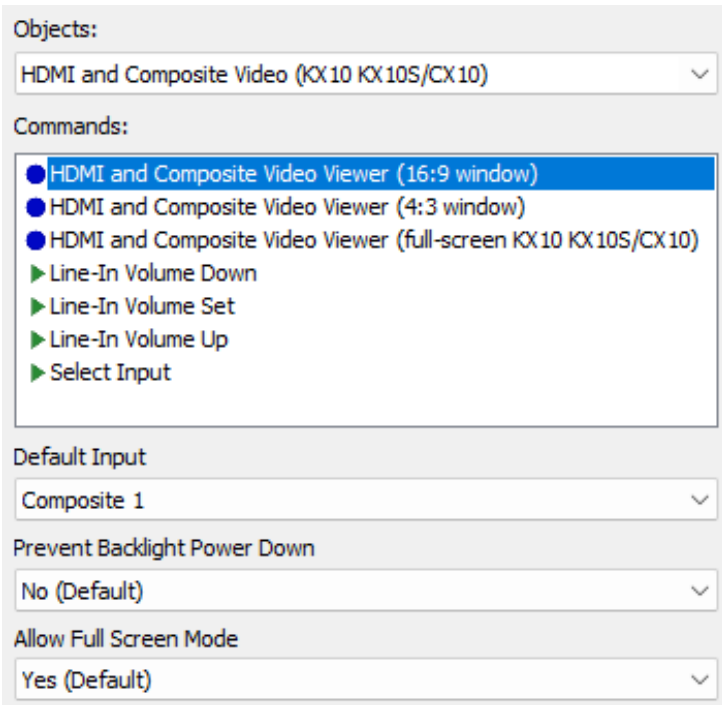 Objects:
HDMI and Composite Video (KX10 KX10S/CX10)
Commands:
HDMI and Composite Video Viewer (16:9 window)
HDMI and Composite Video Viewer (4:3 window)
HDMI and Composite Video Viewer (full-screen KX10 KX10S/CX10)
Line-In Volume Down
Line-In Volume Set
Line-In Volume Up
Select Input
Default Input
Composite 1
Prevent Backlight Power Down
No (Default)
Allow Full Screen Mode
Yes (Default)